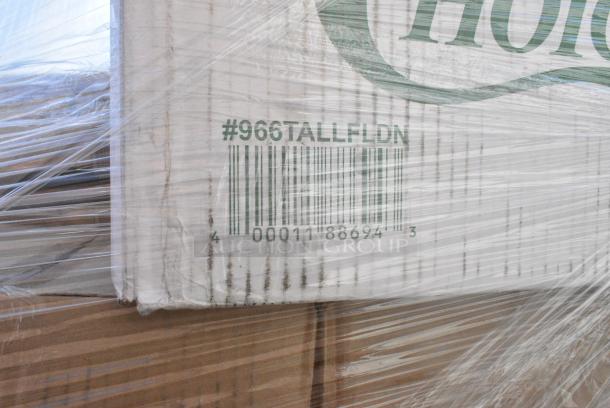 #966TALLFLDN
4 00011 88694 3
AUCTION GROUP